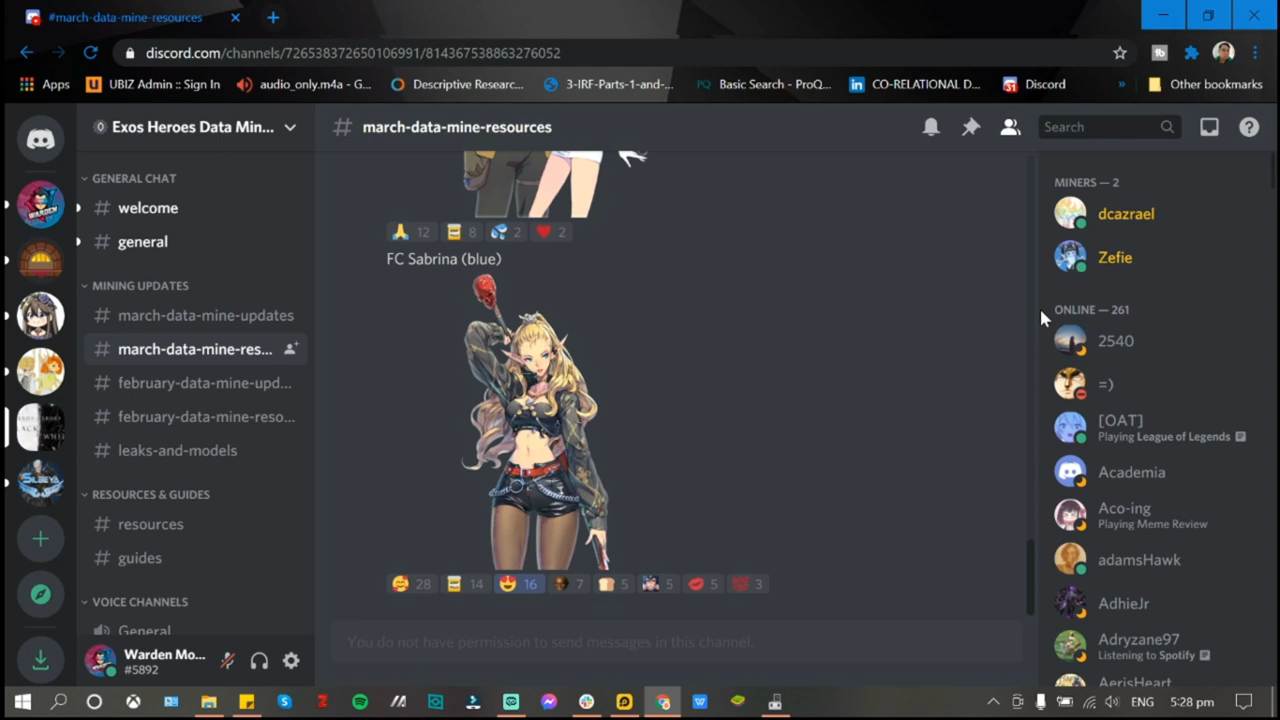 #march-data-mine-resources
discord.com/channels/726538372650106991/814367538863276052
Apps
UBIZ Admin :: Sign In
audio_only.m4a - G...
Descriptive Researc...
3-IRF-Parts-1-and-...
PQ
Basic Search - ProQ...
CO-RELATIONAL D...
Discord
»
Other bookmarks
Exos Heroes Data Min...
# march-data-mine-resources
Search
GENERAL CHAT
# welcome
# general
MINING UPDATES
# march-data-mine-updates
# march-data-mine-res...
# february-data-mine-upd...
# february-data-mine-reso...
# leaks-and-models
RESOURCES & GUIDES
# resources
# guides
VOICE CHANNELS
General
WARDEN
Warden Mo...
#5892
12
8
2
2
FC Sabrina (blue)
28
14
16
7
5
5
5
3
You do not have permission to send messages in this channel.
MINERS — 2
dcazrael
Zefie
ONLINE — 261
2540
=)
[OAT]
Playing League of Legends
Academia
Aco-ing
Playing Meme Review
adamsHawk
AdhieJr
Adryzane97
Listening to Spotify
AerisHeart
ENG
5:28 pm